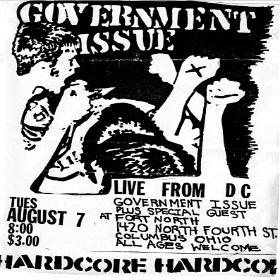 GOVERNMENT
ISSUE
LIVE FROM DC
TUES
AUGUST 7
8:00
$3.00
AT
GOVERNMENT ISSUE
PLUS SPECIAL GUEST
FORT NORTH
1420 NORTH FOURTH ST.
COLUMBUS OHIO
ALL AGES WELCOME
HARDCORE HARDCO